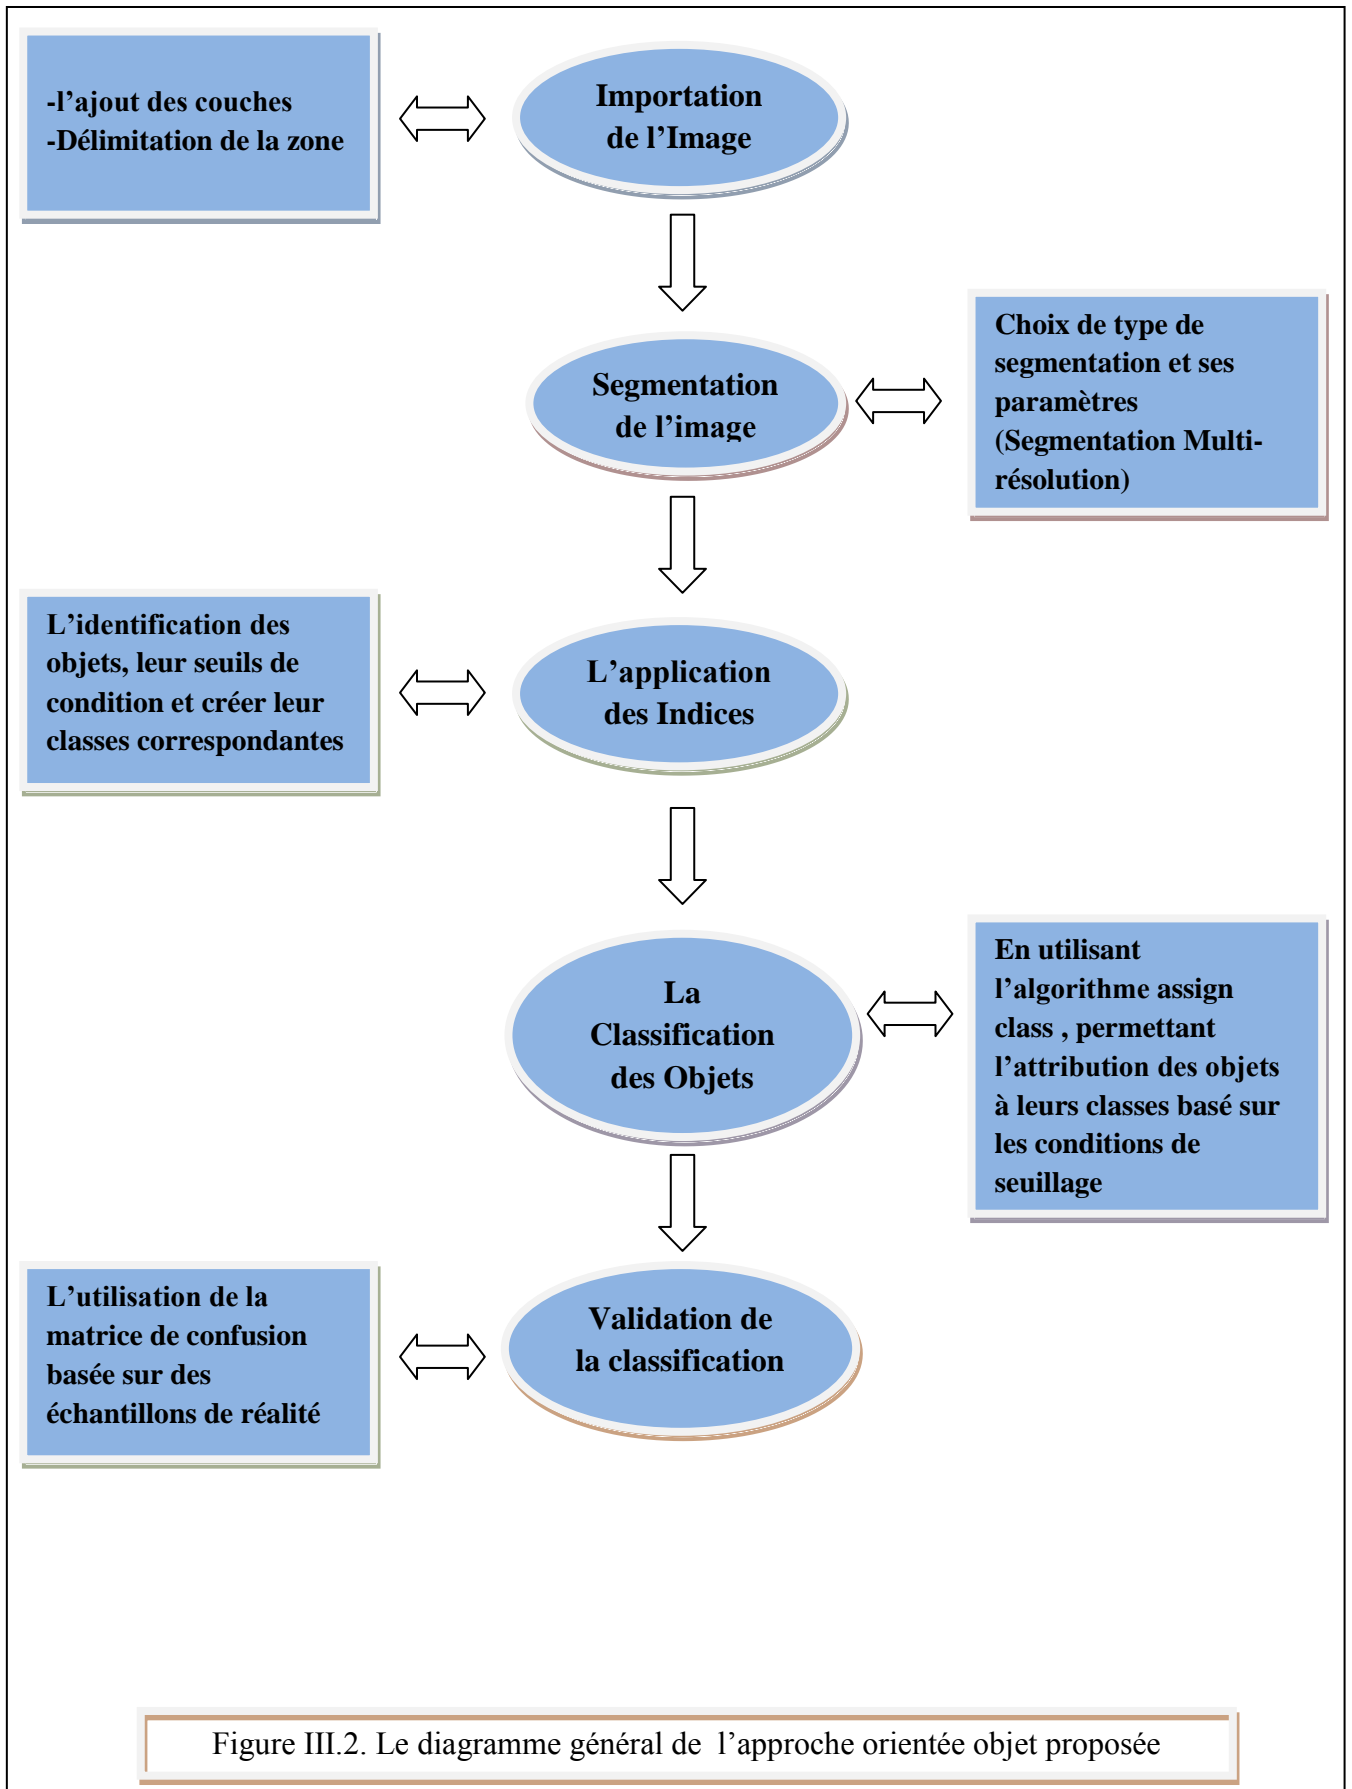 -l’ajout des couches
-Délimitation de la zone
Importation
de l’Image
Segmentation
de l’image
Choix de type de
segmentation et ses
paramètres
(Segmentation Multi-
résolution)
L’identification des
objets, leur seuils de
condition et créer leur
classes correspondantes
L’application
des Indices
La
Classification
des Objets
En utilisant
l’algorithme assign
class , permettant
l’attribution des objets
à leurs classes basé sur
les conditions de
seuillage
L’utilisation de la
matrice de confusion
basée sur des
échantillons de réalité
Validation de
la classification
Figure III.2. Le diagramme général de  l’approche orientée objet proposée